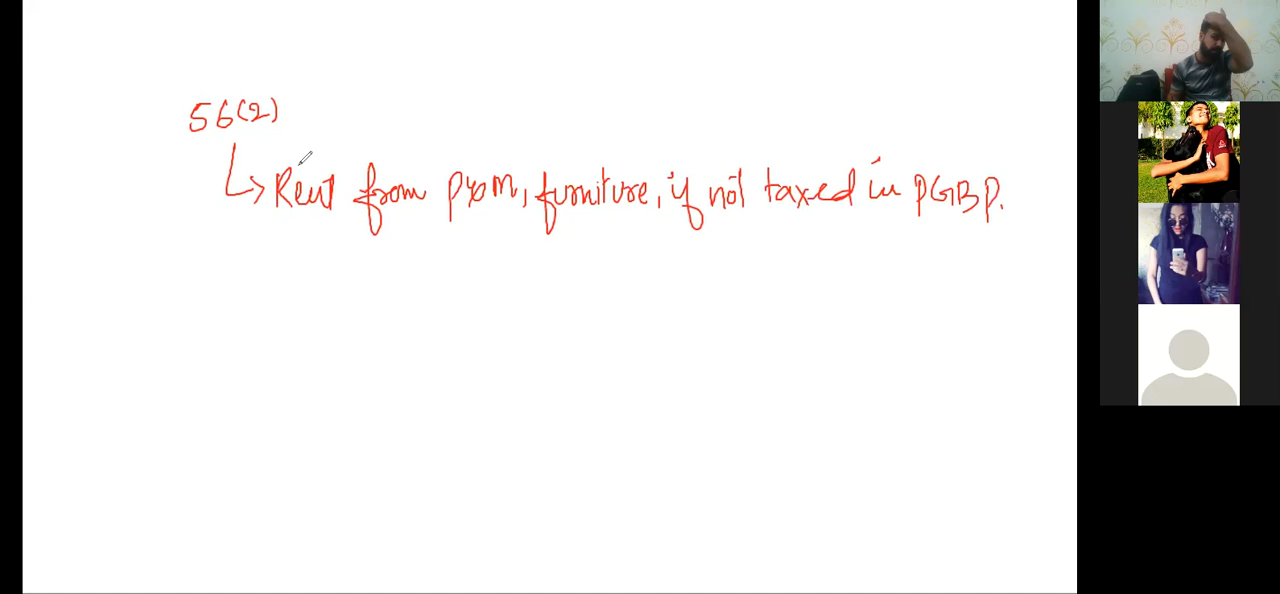 56(2)
↳ Rent from P&M, furniture, if not taxed in PGBP.